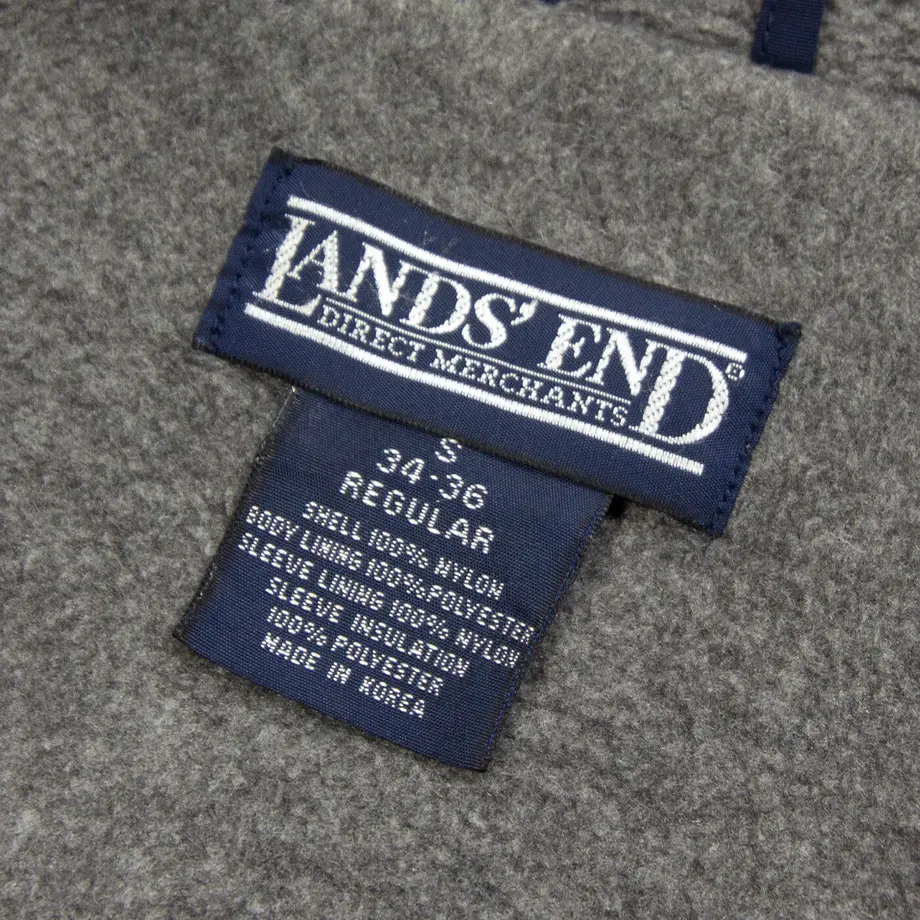 LANDS' END®
DIRECT MERCHANTS
S
34-36
REGULAR
SHELL 100% NYLON
BODY LINING 100% POLYESTER
SLEEVE LINING 100% NYLON
SLEEVE INSULATION
100% POLYESTER
MADE IN KOREA